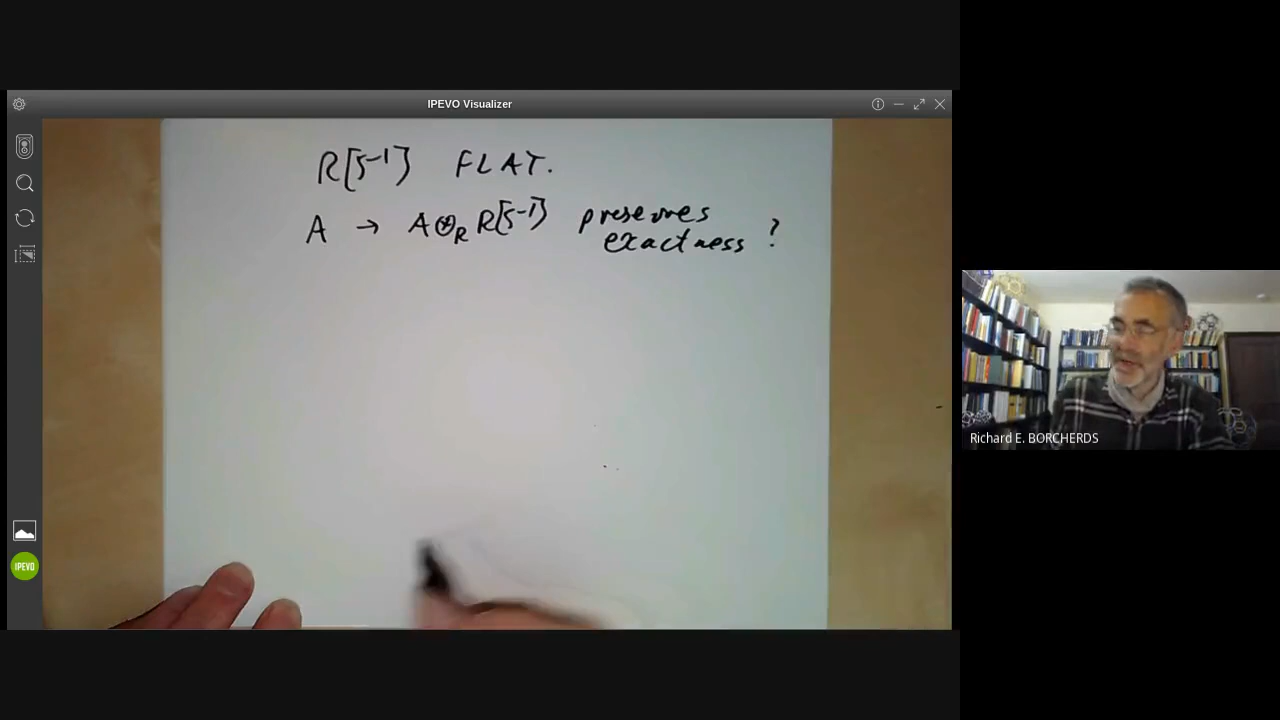 IPEVO Visualizer
R[S⁻¹] FLAT.
A → A⊗_R R[S⁻¹] preserves
exactness ?
IPEVO
Richard E. BORCHERDS